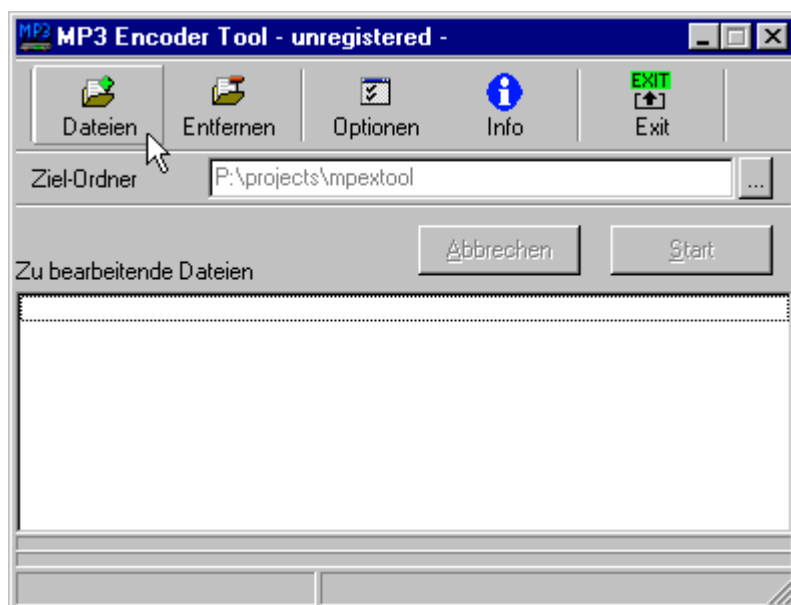 MP3 MP3 Encoder Tool - unregistered -
EXIT
Dateien Entfernen Optionen Info Exit
Ziel-Ordner P:\projects\mpextool ...
Abbrechen Start
Zu bearbeitende Dateien